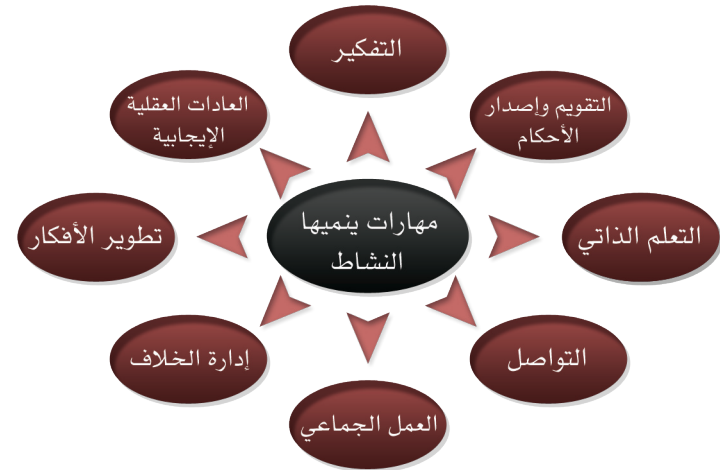 التفكير
التقويم وإصدار
الأحكام
العادات العقلية
الإيجابية
مهارات ينميها
النشاط
التعلم الذاتي
تطوير الأفكار
التواصل
إدارة الخلاف
العمل الجماعي